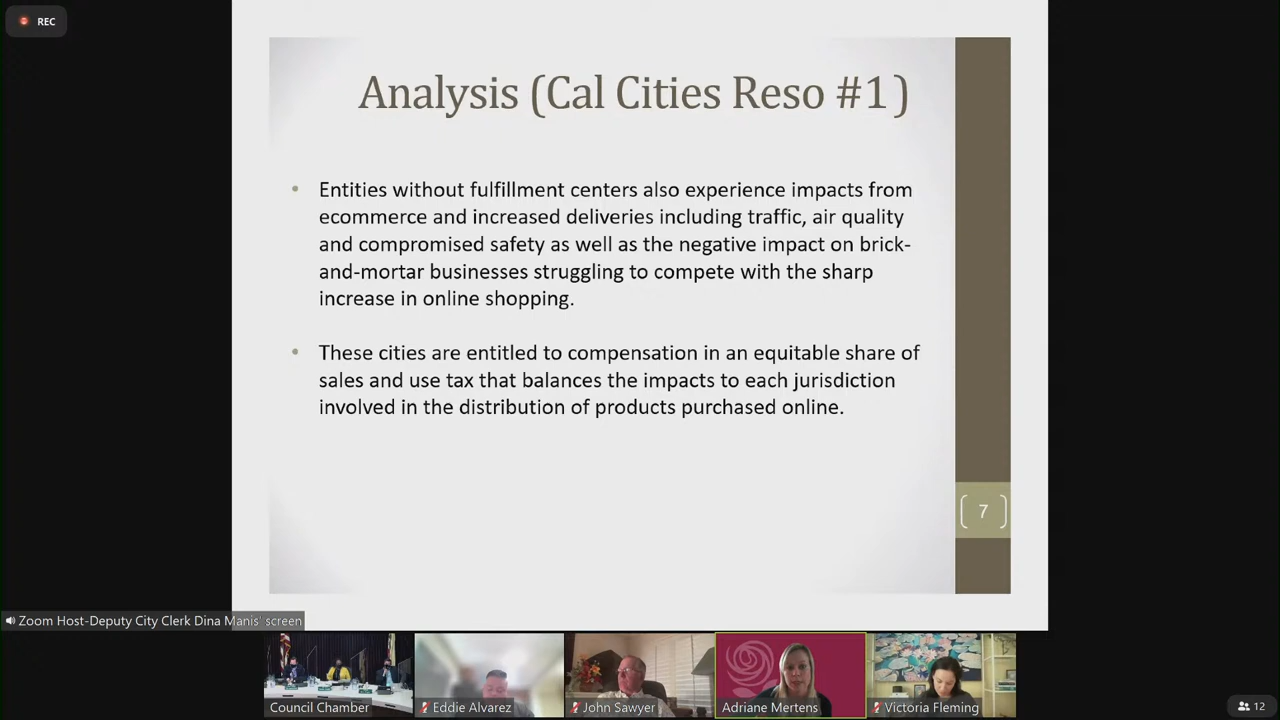 REC
Analysis (Cal Cities Reso #1)
• Entities without fulfillment centers also experience impacts from
ecommerce and increased deliveries including traffic, air quality
and compromised safety as well as the negative impact on brick-
and-mortar businesses struggling to compete with the sharp
increase in online shopping.
• These cities are entitled to compensation in an equitable share of
sales and use tax that balances the impacts to each jurisdiction
involved in the distribution of products purchased online.
7
Zoom Host-Deputy City Clerk Dina Manis' screen
Council Chamber
Eddie Alvarez
John Sawyer
Adriane Mertens
Victoria Fleming
12